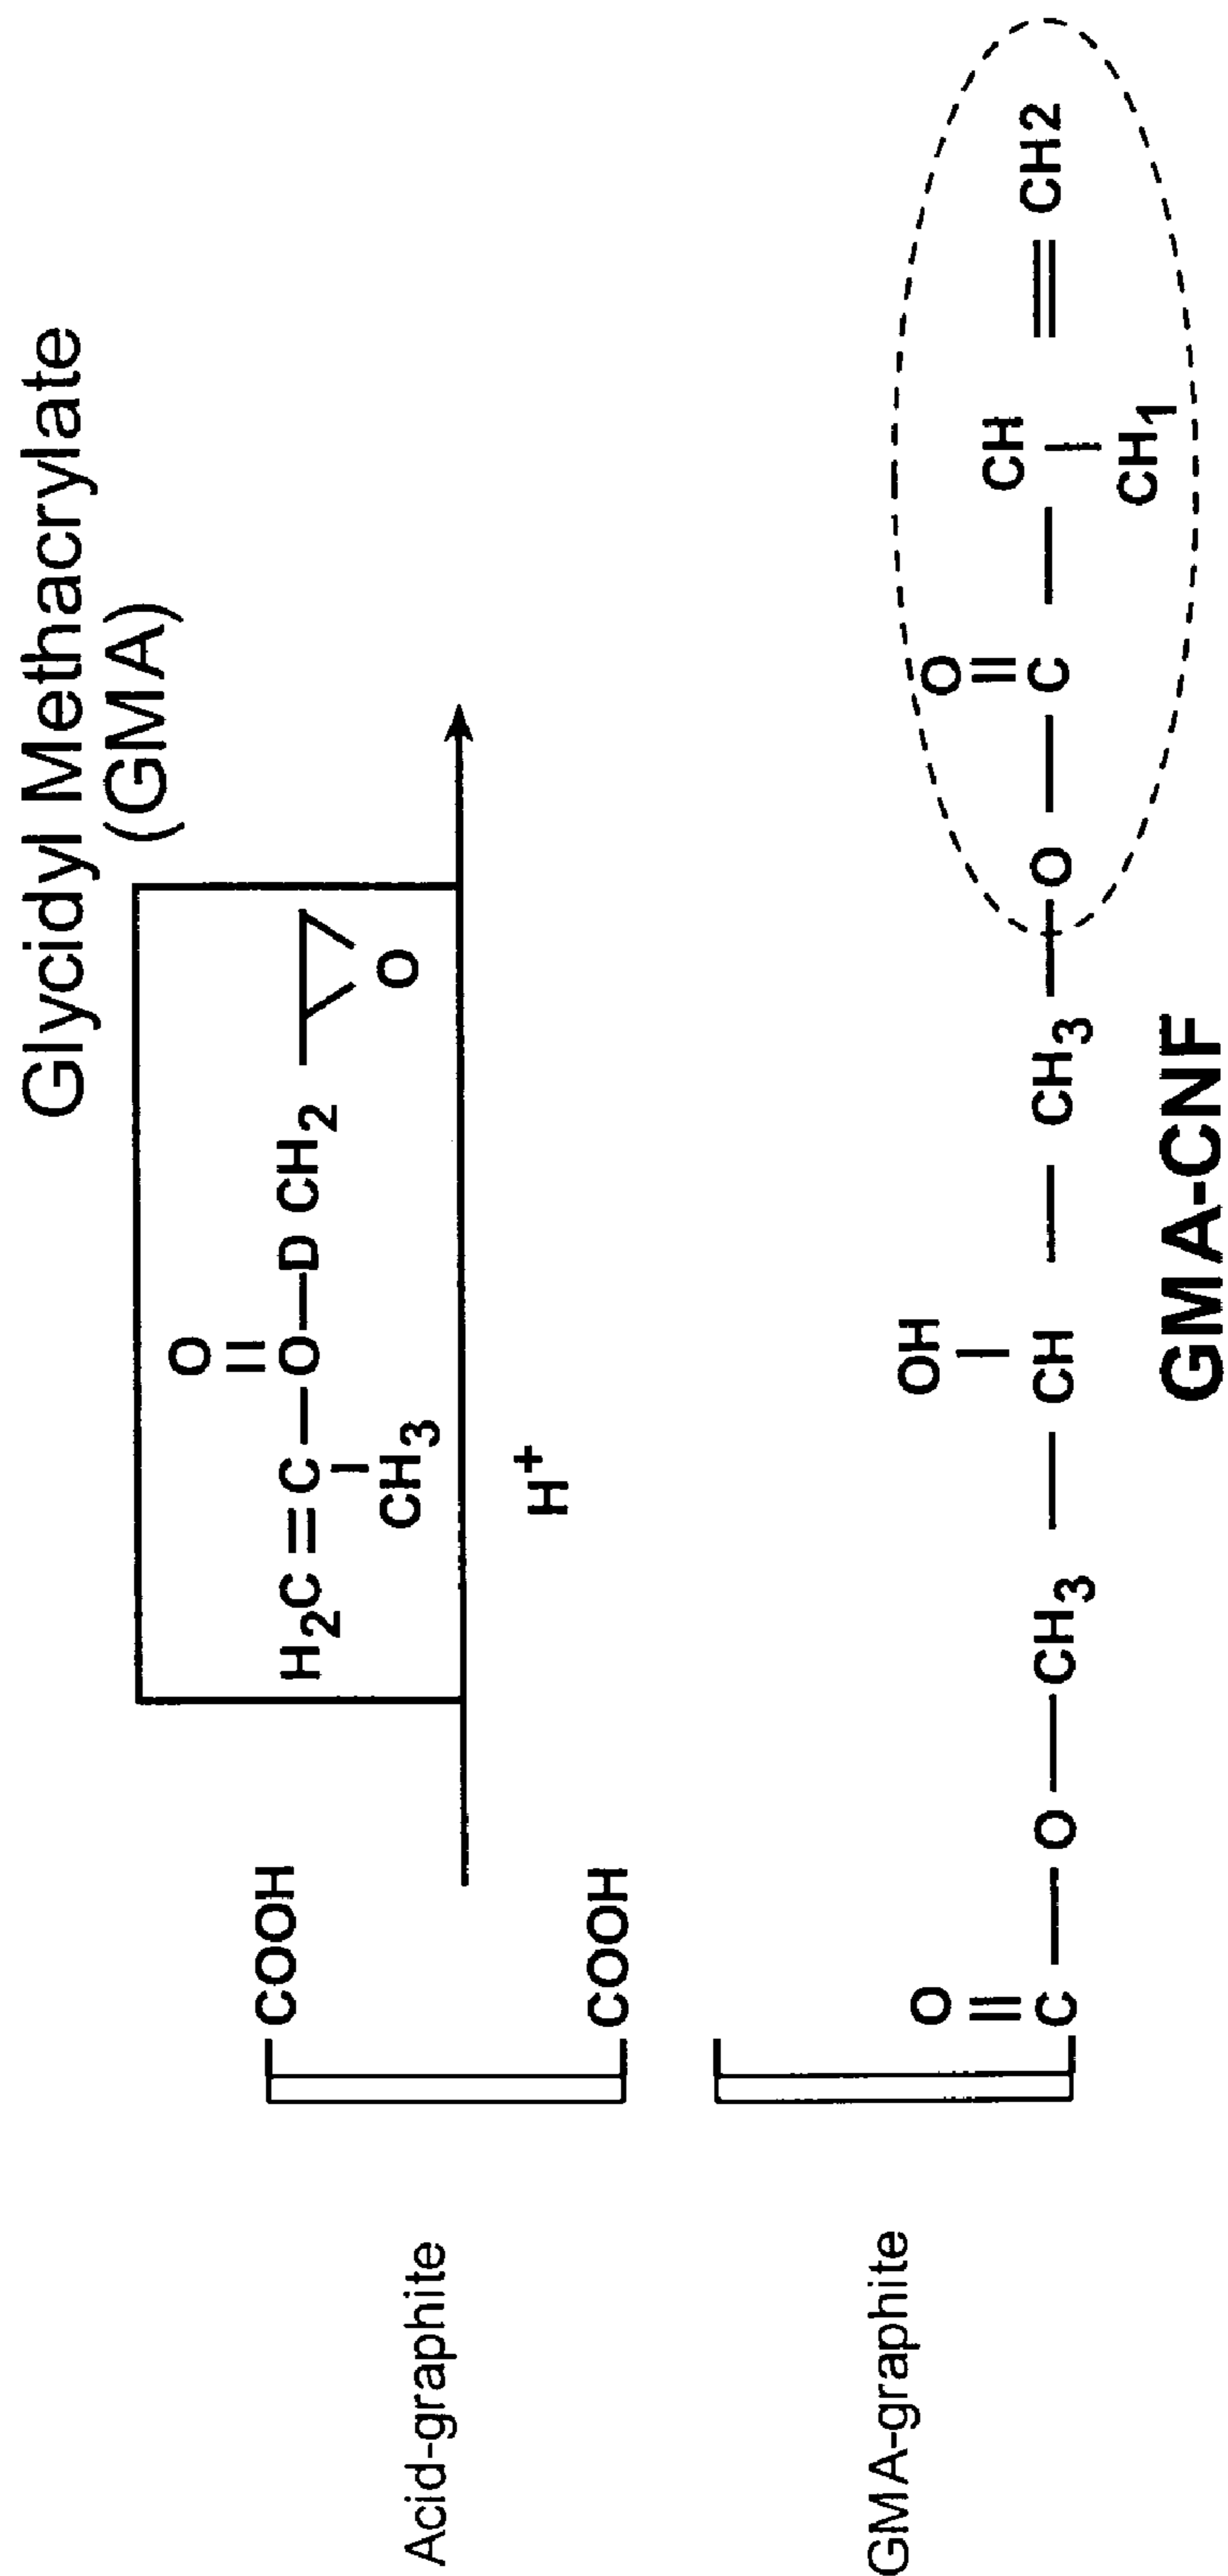 Glycidyl Methacrylate
(GMA)
O
H2C=C—O—D CH2
CH3
O
COOH
H+
COOH
Acid-graphite
O
OH
O
C—O—CH3—CH—CH3—O—C—CH=CH2
CH1
GMA-graphite
GMA-CNF